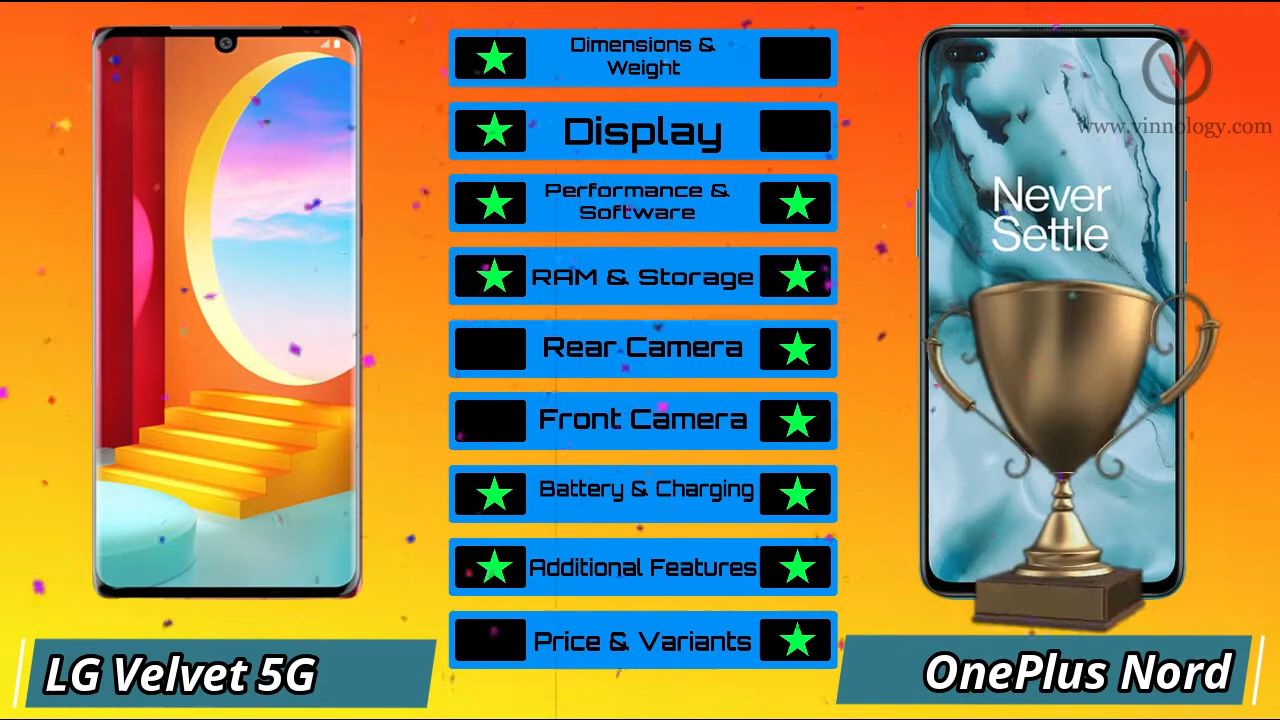 Dimensions &
Weight
Display
Performance &
Software
RAM & Storage
Rear Camera
Front Camera
Battery & Charging
Additional Features
Price & Variants
LG Velvet 5G
OnePlus Nord
Never
Settle
www.vinnology.com